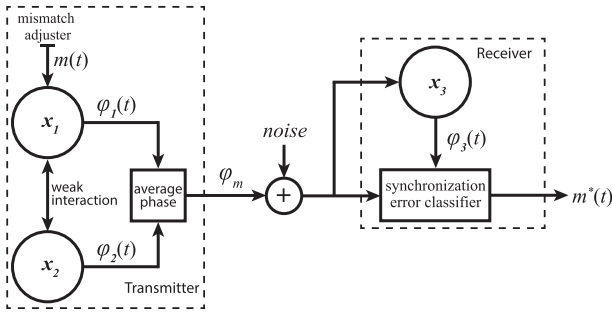 mismatch
adjuster
m(t)
x₁
φ₁(t)
weak
interaction
average
phase
x₂
φ₂(t)
Transmitter
φₘ
noise
+
Receiver
x₃
φ₃(t)
synchronization
error classifier
m*(t)